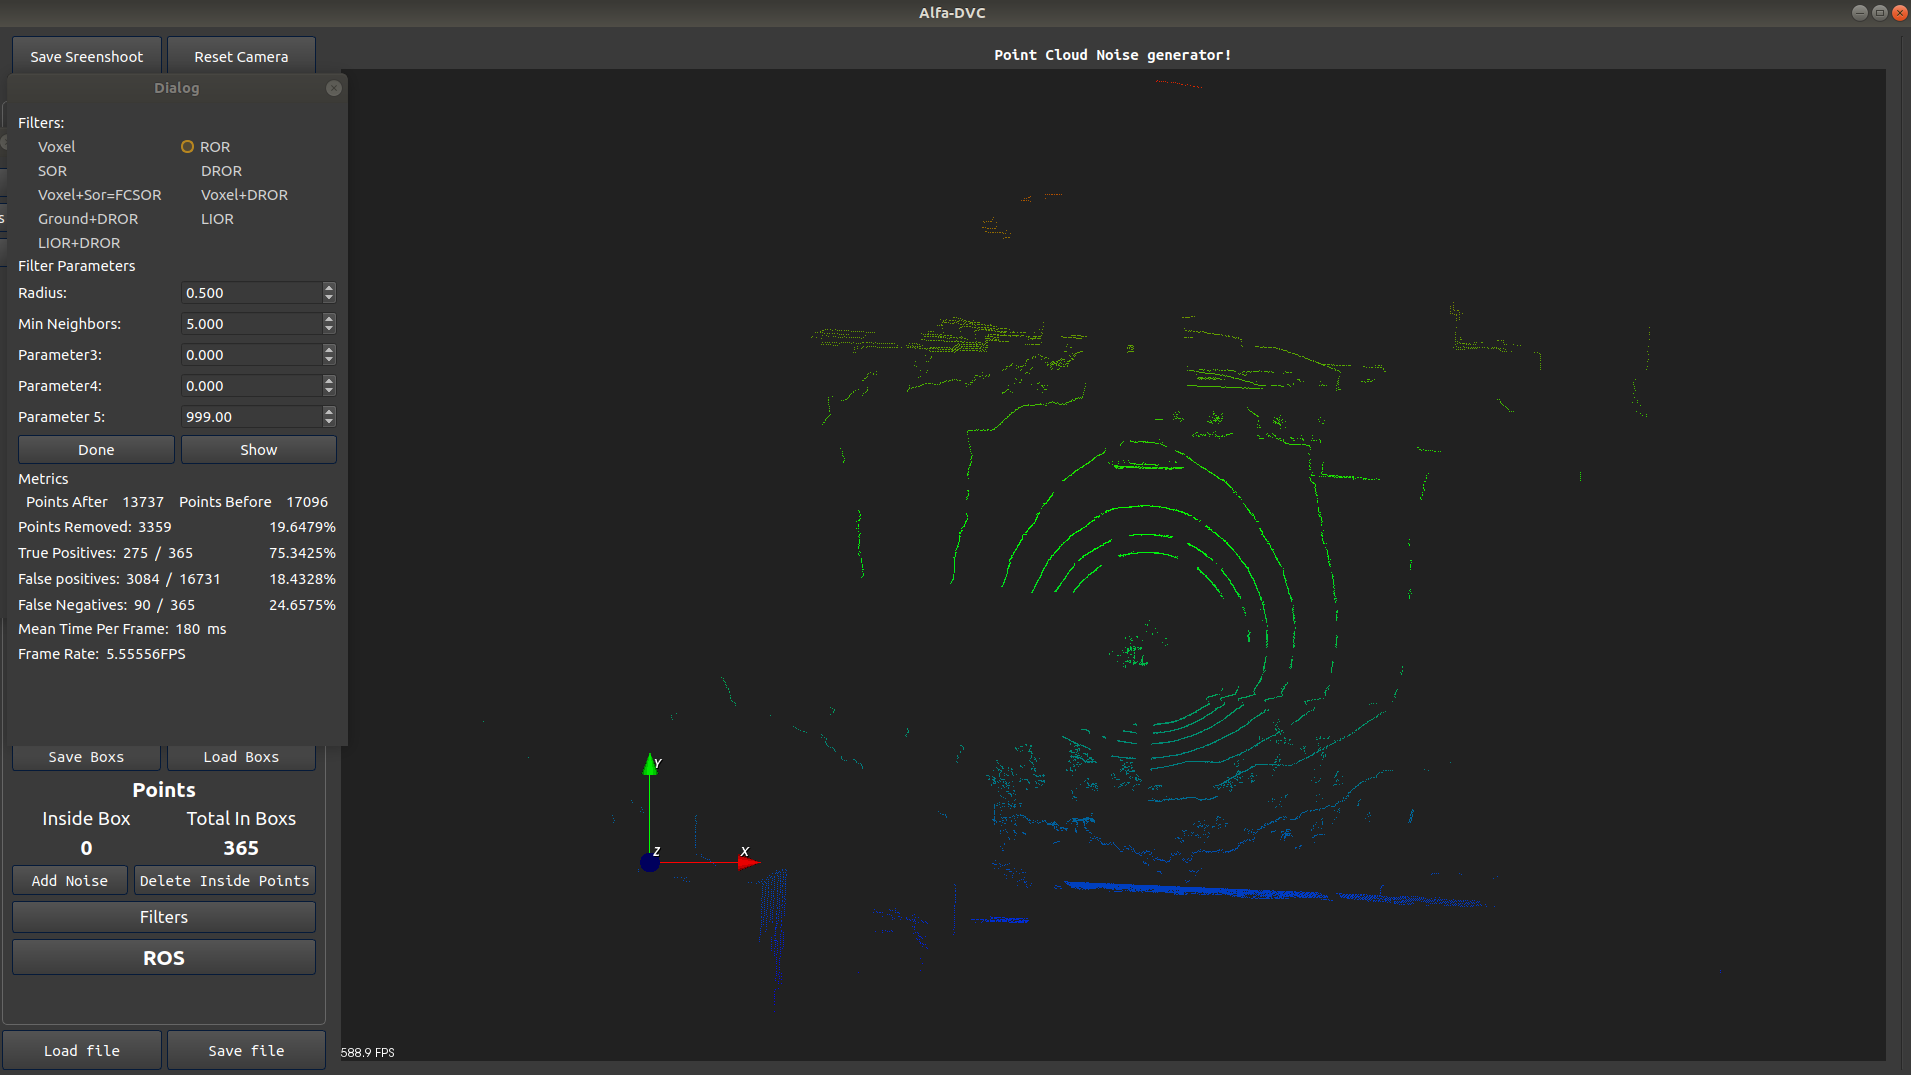 Alfa-DVC
Save Sreenshoot Reset Camera
Point Cloud Noise generator!
Dialog
Filters:
Voxel ROR
SOR DROR
Voxel+Sor=FCSOR Voxel+DROR
Ground+DROR LIOR
LIOR+DROR
Filter Parameters
Radius: 0.500
Min Neighbors: 5.000
Parameter3: 0.000
Parameter4: 0.000
Parameter 5: 999.00
Done Show
Metrics
Points After 13737 Points Before 17096
Points Removed: 3359 19.6479%
True Positives: 275 / 365 75.3425%
False positives: 3084 / 16731 18.4328%
False Negatives: 90 / 365 24.6575%
Mean Time Per Frame: 180 ms
Frame Rate: 5.55556FPS
Save Boxs Load Boxs
Points
Inside Box Total In Boxs
0 365
Add Noise Delete Inside Points
Filters
ROS
Load file Save file
Y
Z X
588.9 FPS